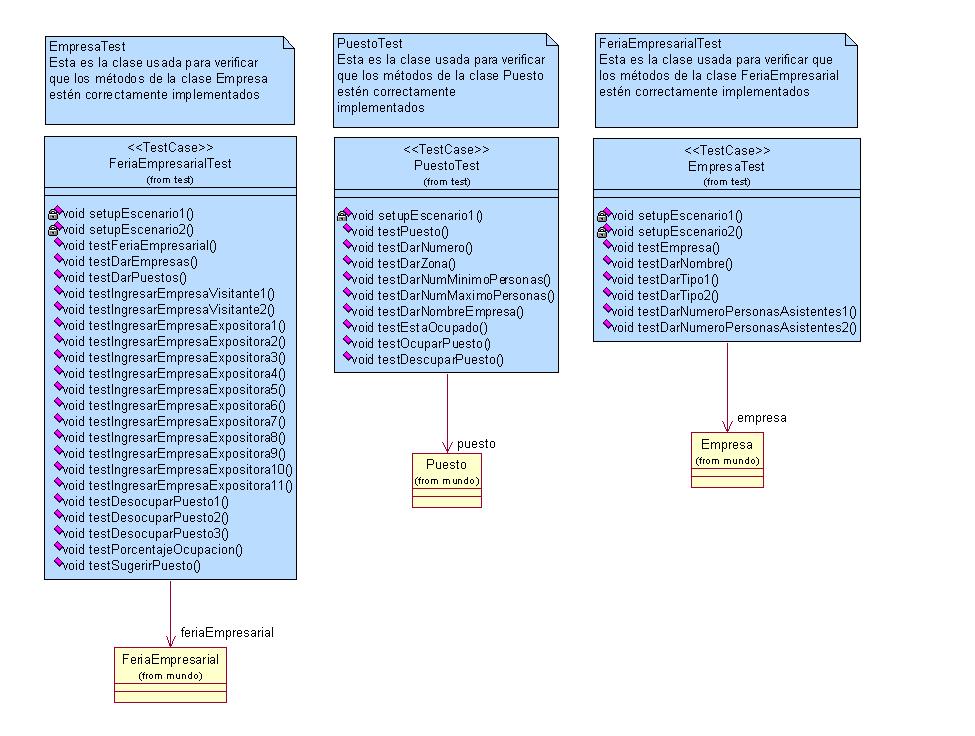 EmpresaTest
Esta es la clase usada para verificar
que los métodos de la clase Empresa
estén correctamente implementados
PuestoTest
Esta es la clase usada para verificar
que los métodos de la clase Puesto
estén correctamente
implementados
FeriaEmpresarialTest
Esta es la clase usada para verificar que
los métodos de la clase FeriaEmpresarial
estén correctamente implementados
<<TestCase>>
FeriaEmpresarialTest
(from test)
void setupEscenario1()
void setupEscenario2()
void testFeriaEmpresarial()
void testDarEmpresas()
void testDarPuestos()
void testIngresarEmpresaVisitante1()
void testIngresarEmpresaVisitante2()
void testIngresarEmpresaExpositora1()
void testIngresarEmpresaExpositora2()
void testIngresarEmpresaExpositora3()
void testIngresarEmpresaExpositora4()
void testIngresarEmpresaExpositora5()
void testIngresarEmpresaExpositora6()
void testIngresarEmpresaExpositora7()
void testIngresarEmpresaExpositora8()
void testIngresarEmpresaExpositora9()
void testIngresarEmpresaExpositora10()
void testIngresarEmpresaExpositora11()
void testDesocuparPuesto1()
void testDesocuparPuesto2()
void testDesocuparPuesto3()
void testPorcentajeOcupacion()
void testSugerirPuesto()
feriaEmpresarial
FeriaEmpresarial
(from mundo)
<<TestCase>>
PuestoTest
(from test)
void setupEscenario1()
void testPuesto()
void testDarNumero()
void testDarZona()
void testDarNumMinimoPersonas()
void testDarNumMaximoPersonas()
void testDarNombreEmpresa()
void testEstaOcupado()
void testOcuparPuesto()
void testDescuparPuesto()
puesto
Puesto
(from mundo)
<<TestCase>>
EmpresaTest
(from test)
void setupEscenario1()
void setupEscenario2()
void testEmpresa()
void testDarNombre()
void testDarTipo1()
void testDarTipo2()
void testDarNumeroPersonasAsistentes1()
void testDarNumeroPersonasAsistentes2()
empresa
Empresa
(from mundo)